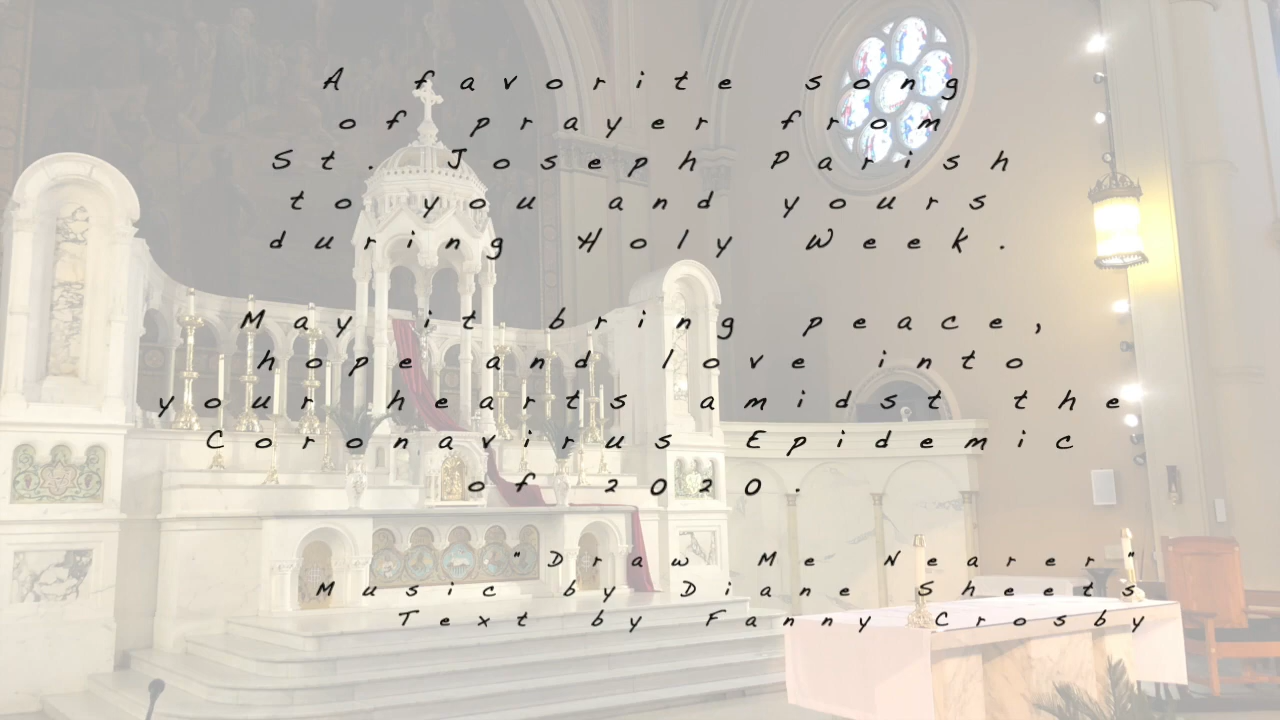 A favorite song
of prayer from
St. Joseph Parish
to you and yours
during Holy Week.
May it bring peace,
hope and love into
your hearts amidst the
Coronavirus Epidemic
of 2020.
"Draw Me Nearer"
Music by Diane Sheets
Text by Fanny Crosby